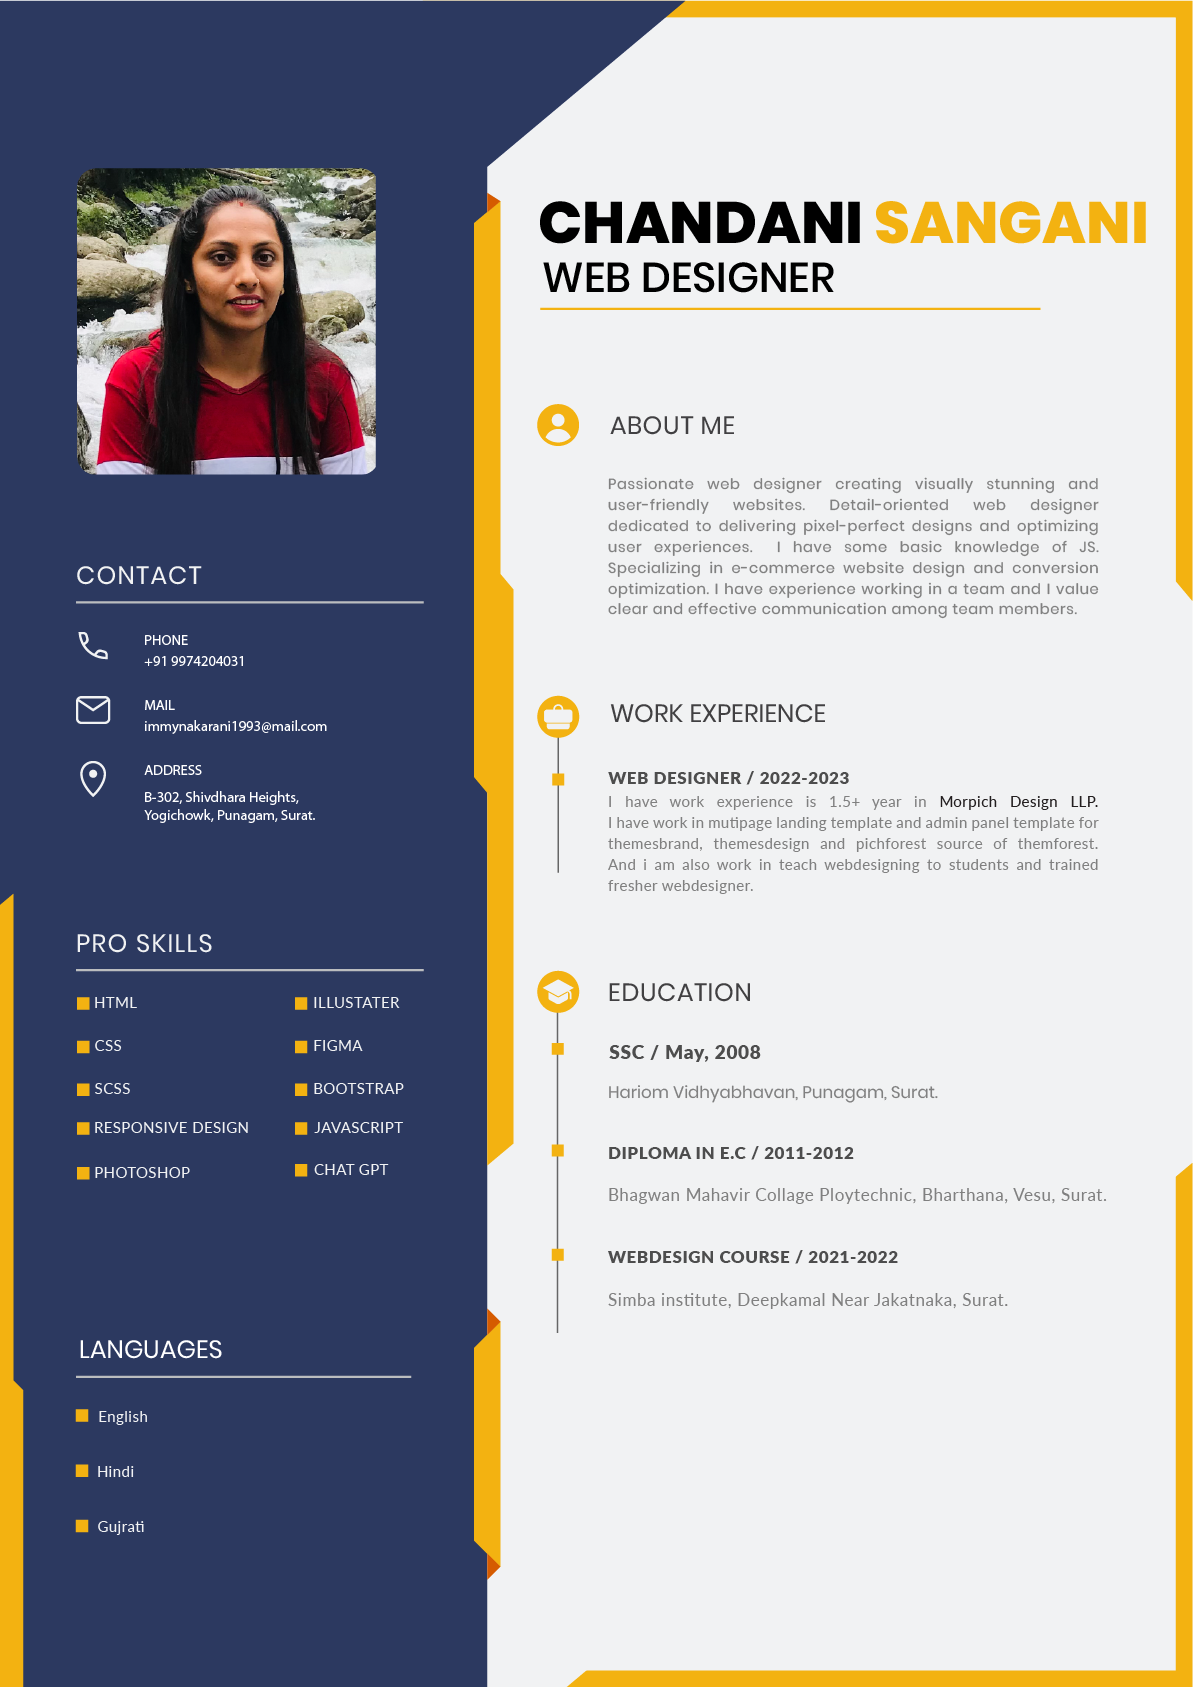 CHANDANI SANGANI
WEB DESIGNER
CONTACT
PHONE
+91 9974204031
MAIL
immynakarani1993@mail.com
ADDRESS
B-302, Shivdhara Heights,
Yogichowk, Punagam, Surat.
PRO SKILLS
HTML
CSS
SCSS
RESPONSIVE DESIGN
PHOTOSHOP
ILLUSTATER
FIGMA
BOOTSTRAP
JAVASCRIPT
CHAT GPT
LANGUAGES
English
Hindi
Gujrati
ABOUT ME
Passionate web designer creating visually stunning and
user-friendly websites. Detail-oriented web designer
dedicated to delivering pixel-perfect designs and optimizing
user experiences. I have some basic knowledge of JS.
Specializing in e-commerce website design and conversion
optimization. I have experience working in a team and I value
clear and effective communication among team members.
WORK EXPERIENCE
WEB DESIGNER / 2022-2023
I have work experience is 1.5+ year in Morpich Design LLP.
I have work in mutipage landing template and admin panel template for
themesbrand, themesdesign and pichforest source of themforest.
And i am also work in teach webdesigning to students and trained
fresher webdesigner.
EDUCATION
SSC / May, 2008
Hariom Vidhyabhavan, Punagam, Surat.
DIPLOMA IN E.C / 2011-2012
Bhagwan Mahavir Collage Ploytechnic, Bharthana, Vesu, Surat.
WEBDESIGN COURSE / 2021-2022
Simba institute, Deepkamal Near Jakatnaka, Surat.